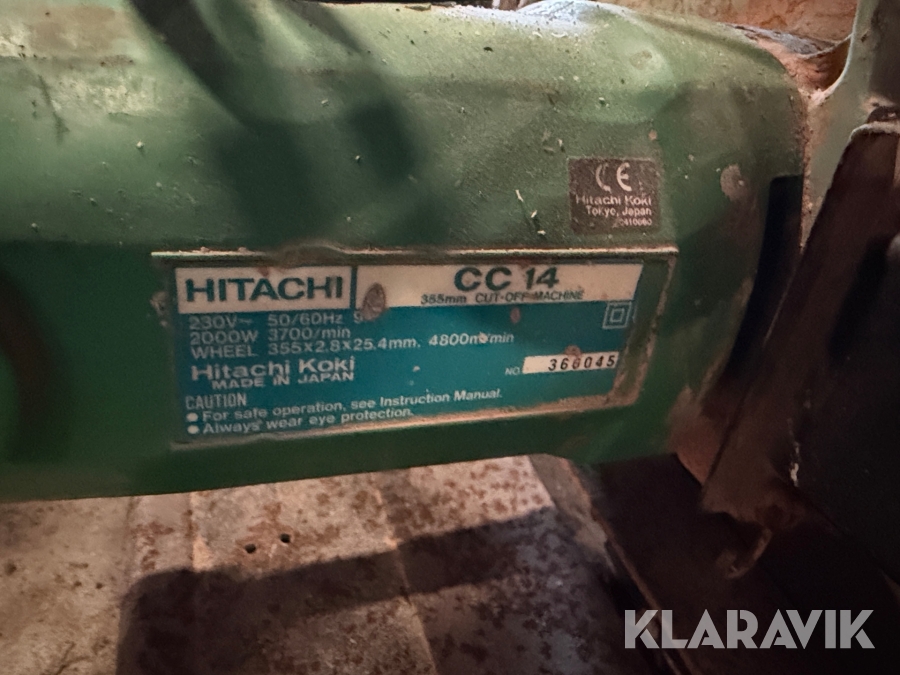 CE
Hitachi Koki
Tokyo, Japan
HITACHI
CC 14
355mm CUT-OFF MACHINE
230V~ 50/60Hz 9
2000W 3700/min
WHEEL 355x2.8x25.4mm, 4800m/min
Hitachi Koki
MADE IN JAPAN
NO. 366045
CAUTION
● For safe operation, see Instruction Manual.
● Always wear eye protection.
KLARAVIK